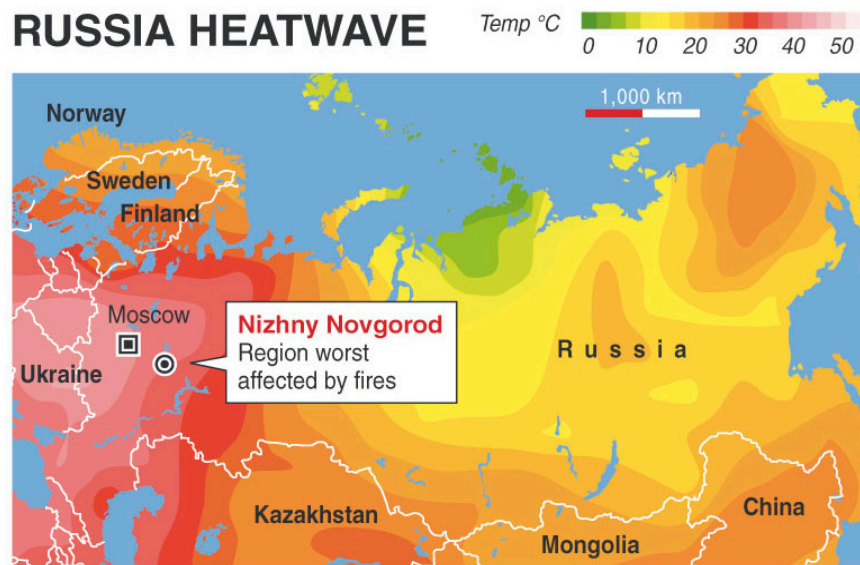 RUSSIA HEATWAVE
Temp °C
0 10 20 30 40 50
1,000 km
Norway
Sweden
Finland
Moscow
Nizhny Novgorod
Region worst
affected by fires
Ukraine
Russia
Kazakhstan
Mongolia
China